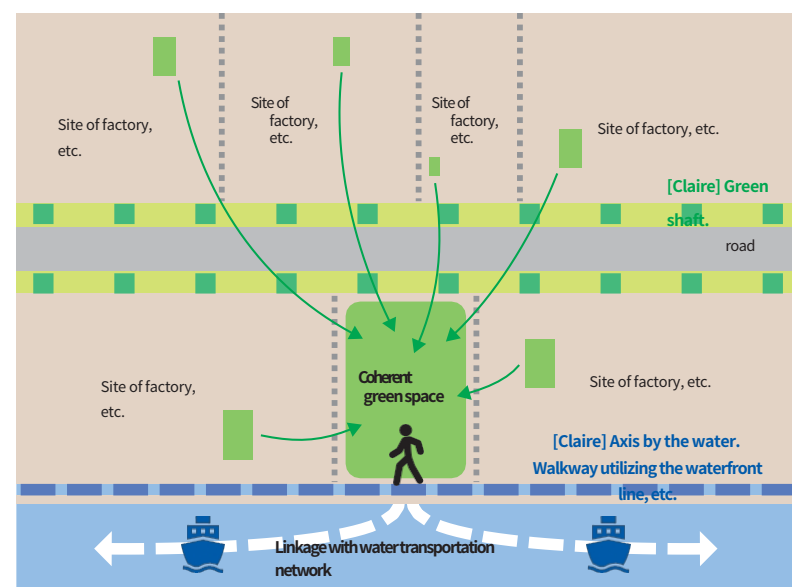 Site of factory,
etc.
Site of
factory,
etc.
Site of
factory,
etc.
Site of factory, etc.
[Claire] Green
shaft.
road
Coherent
green space
Site of factory,
etc.
Site of factory, etc.
[Claire] Axis by the water.
Walkway utilizing the waterfront
line, etc.
Linkage with water transportation
network